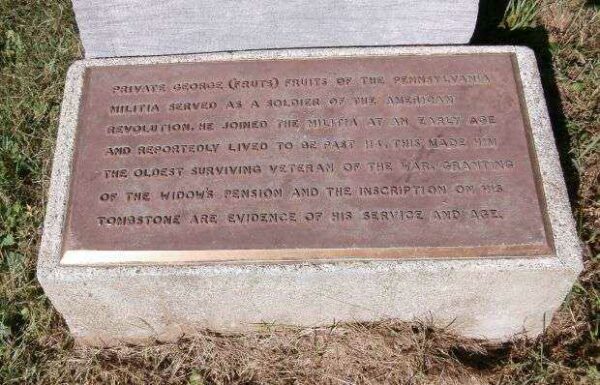 PRIVATE GEORGE (FRUTS) FRUITS OF THE PENNSYLVANIA
MILITIA SERVED AS A SOLDIER OF THE AMERICAN
REVOLUTION. HE JOINED THE MILITIA AT AN EARLY AGE
AND REPORTEDLY LIVED TO BE PAST 114. THIS MADE HIM
THE OLDEST SURVIVING VETERAN OF THE WAR. GRANTING
OF THE WIDOW'S PENSION AND THE INSCRIPTION ON HIS
TOMBSTONE ARE EVIDENCE OF HIS SERVICE AND AGE.